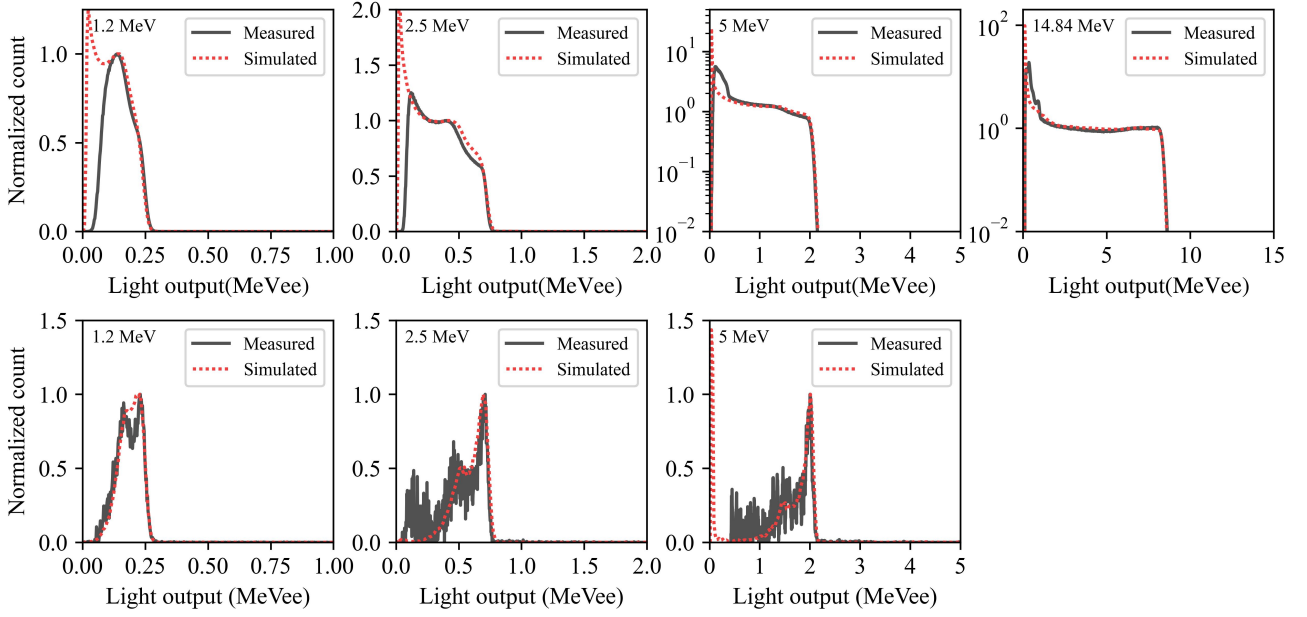 1.2 MeV
Measured
Simulated
Normalized count
0.0
0.5
1.0
0.00 0.25 0.50 0.75 1.00
Light output(MeVee)
2.5 MeV
Measured
Simulated
0.0
0.5
1.0
1.5
2.0
0.0 0.5 1.0 1.5 2.0
Light output(MeVee)
5 MeV
Measured
Simulated
10⁻²
10⁻¹
10⁰
10¹
0 1 2 3 4 5
Light output(MeVee)
14.84 MeV
Measured
Simulated
10⁻²
10⁰
10²
0 5 10 15
Light output(MeVee)
1.2 MeV
Measured
Simulated
Normalized count
0.0
0.5
1.0
1.5
0.00 0.25 0.50 0.75 1.00
Light output (MeVee)
2.5 MeV
Measured
Simulated
0.0
0.5
1.0
1.5
0.0 0.5 1.0 1.5 2.0
Light output (MeVee)
5 MeV
Measured
Simulated
0.0
0.5
1.0
1.5
0 1 2 3 4 5
Light output (MeVee)